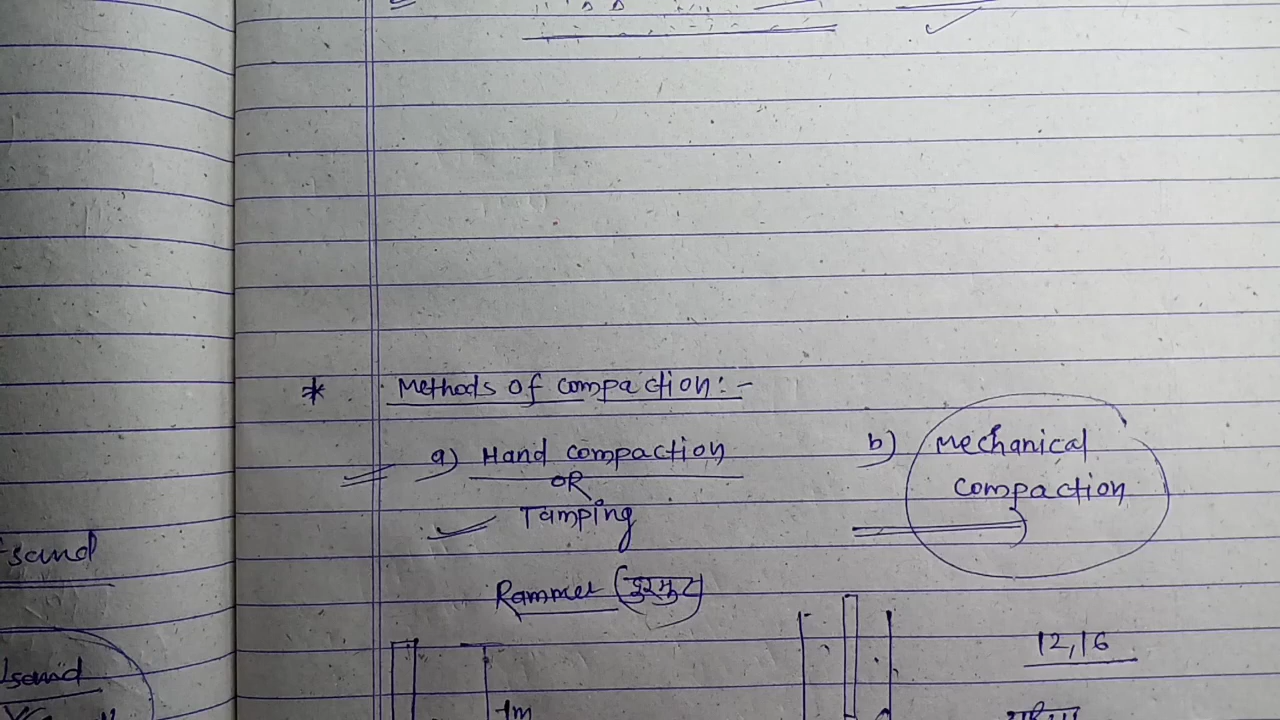 * Methods of compaction:-
a) Hand compaction
OR
Tamping
b) Mechanical
compaction
Rammer (दुरमुट)
12,16
1m
sand
sand